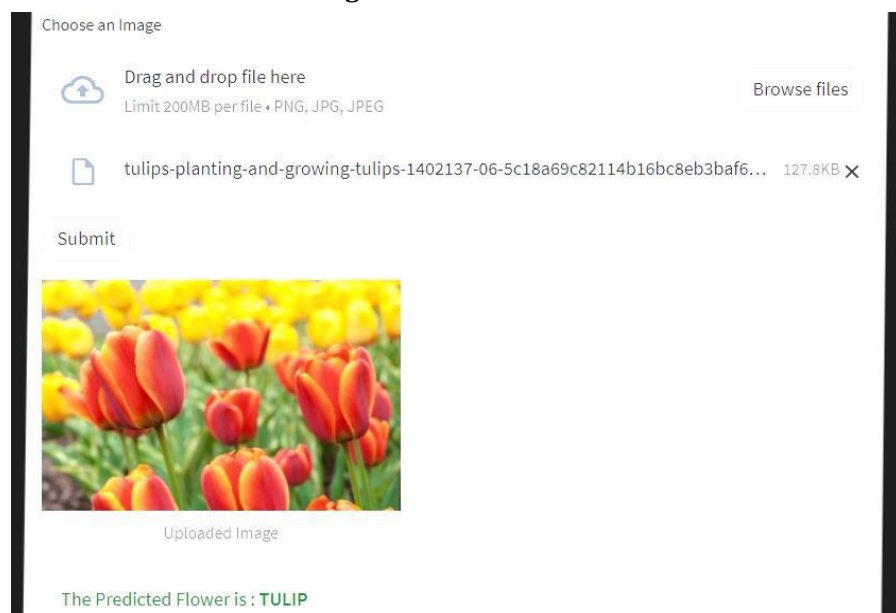 Choose an Image
Drag and drop file here
Limit 200MB per file • PNG, JPG, JPEG
Browse files
tulips-planting-and-growing-tulips-1402137-06-5c18a69c82114b16bc8eb3baf6... 127.8KB
Submit
Uploaded Image
The Predicted Flower is : TULIP